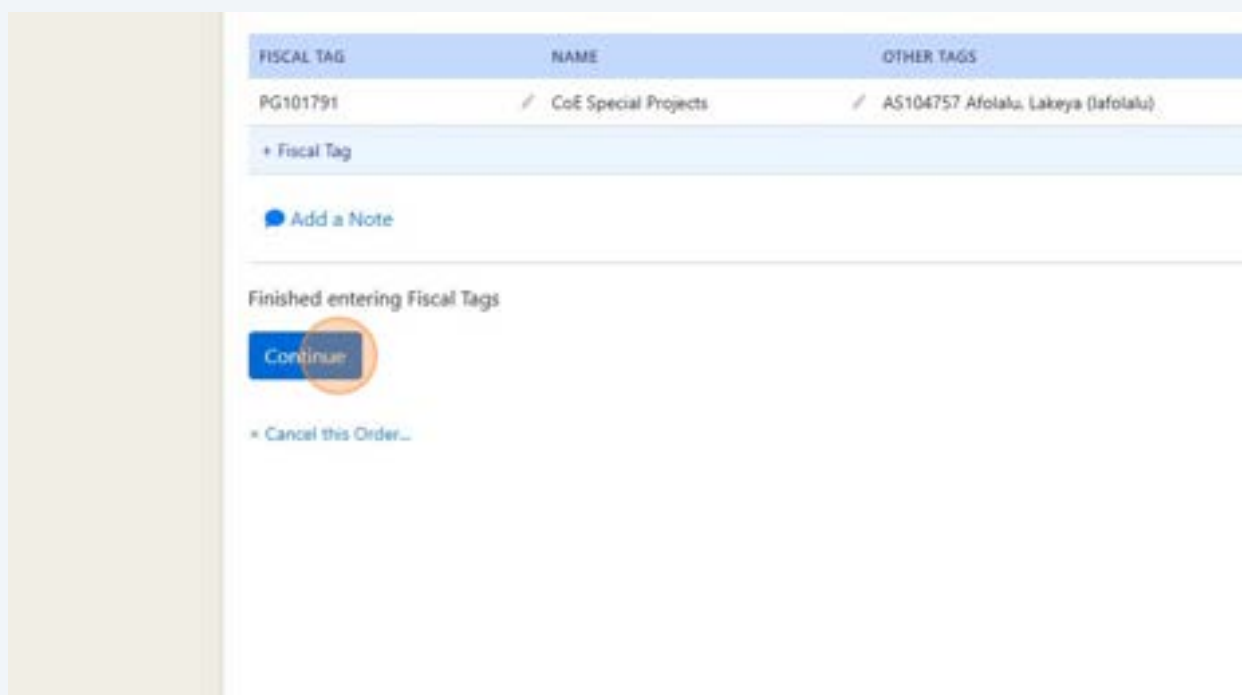 FISCAL TAG NAME OTHER TAGS
PG101791 CoE Special Projects AS104757 Afolalu, Lakeya (lafolalu)
+ Fiscal Tag
Add a Note
Finished entering Fiscal Tags
Continue
× Cancel this Order...